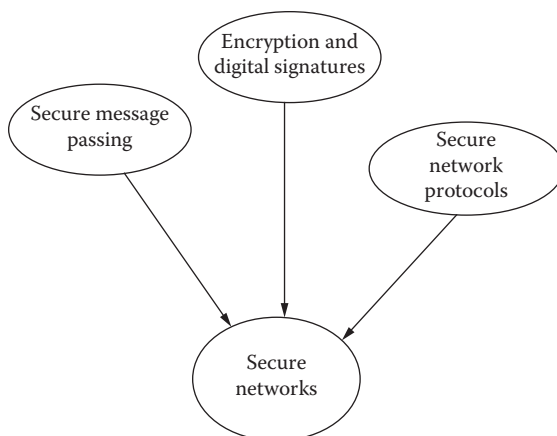 Encryption and
digital signatures
Secure message
passing
Secure
network
protocols
Secure
networks